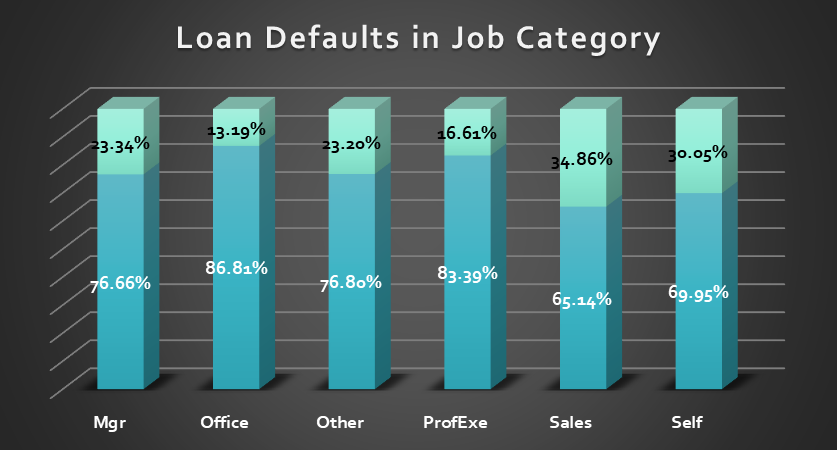 Loan Defaults in Job Category
23.34% 13.19% 23.20% 16.61% 34.86% 30.05%
76.66% 86.81% 76.80% 83.39% 65.14% 69.95%
Mgr Office Other ProfExe Sales Self